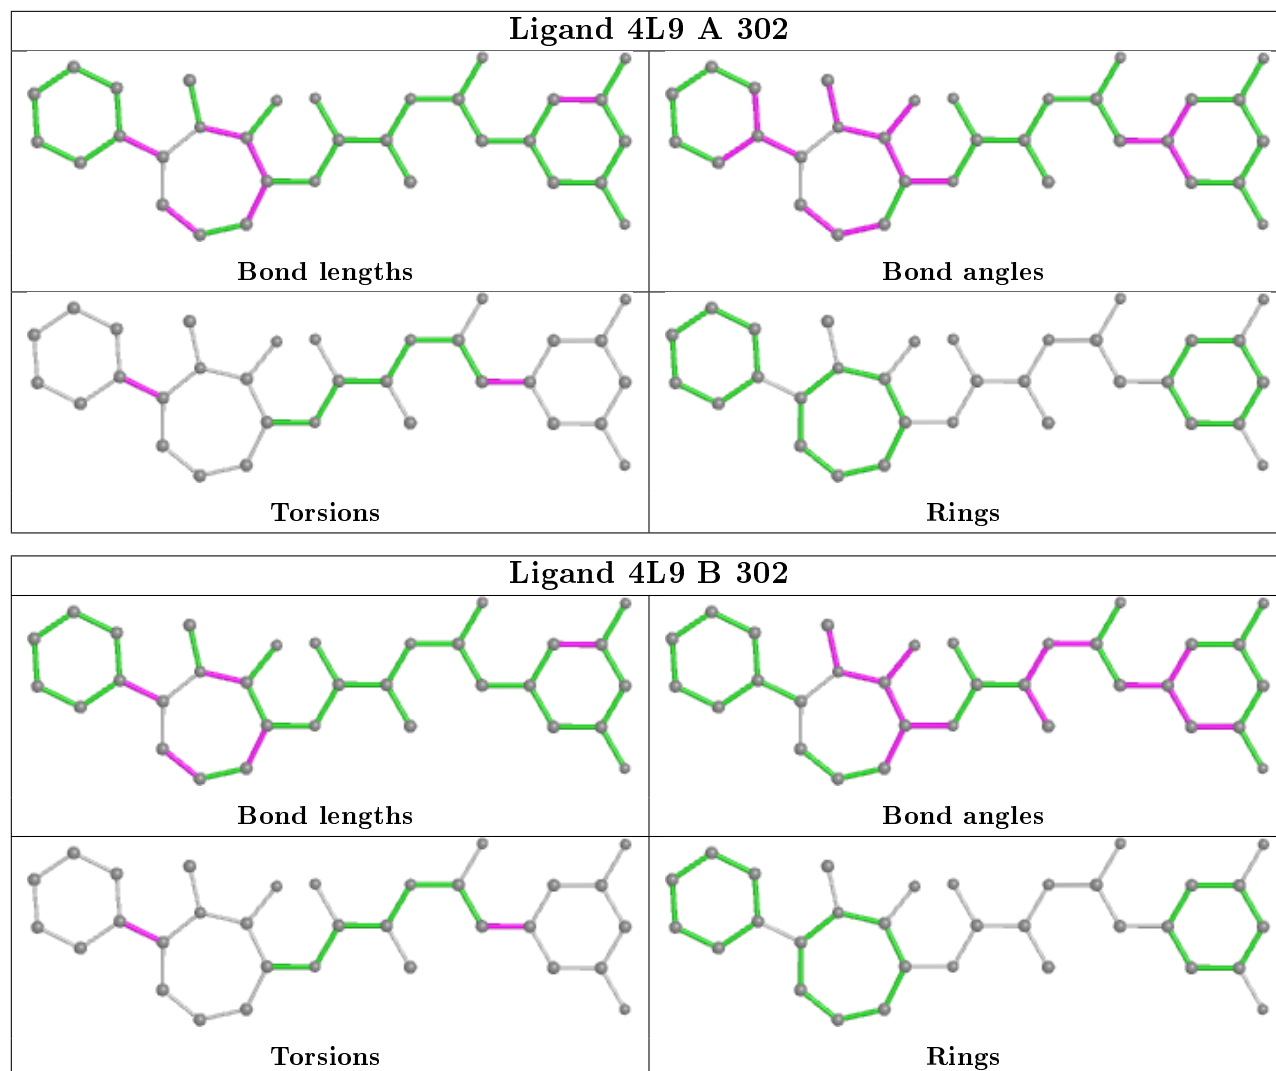 Ligand 4L9 A 302
Bond lengths
Bond angles
Torsions
Rings
Ligand 4L9 B 302
Bond lengths
Bond angles
Torsions
Rings